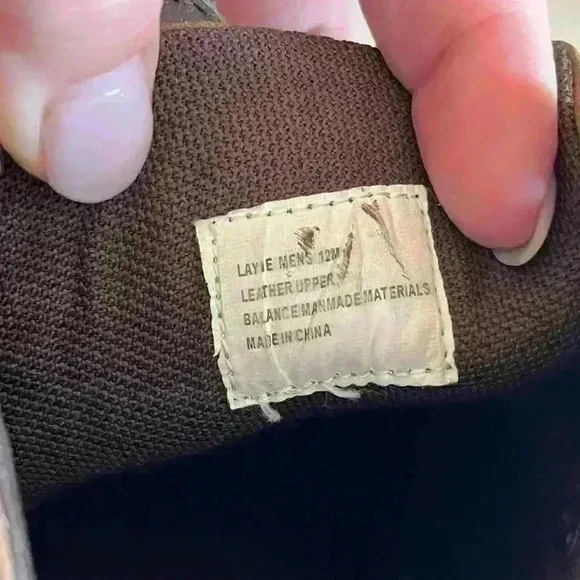 LAYNE MENS 12M
LEATHER UPPER
BALANCE MANMADE MATERIALS
MADE IN CHINA